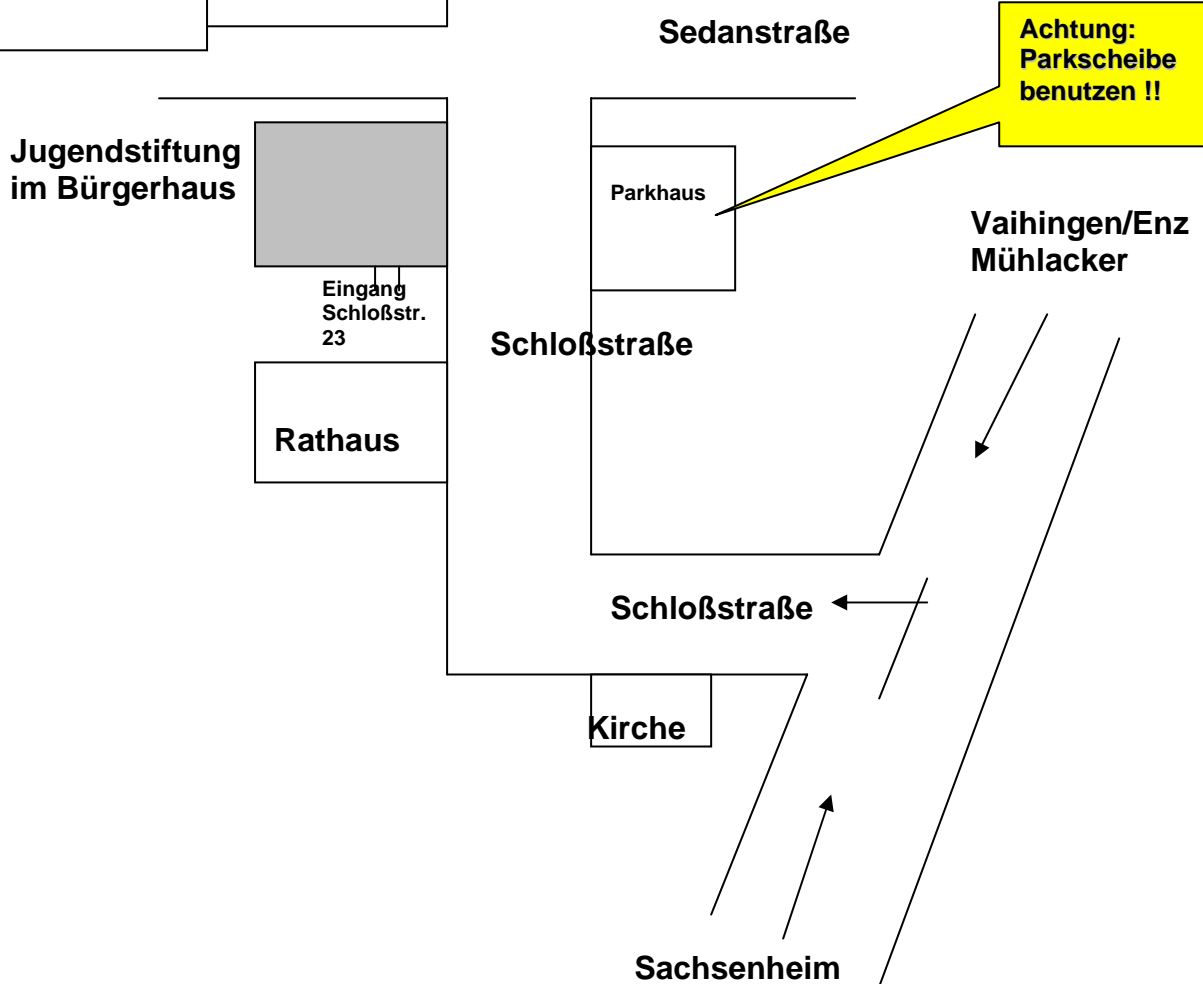 Sedanstraße
Achtung:
Parkscheibe
benutzen !!
Jugendstiftung
im Bürgerhaus
Parkhaus
Vaihingen/Enz
Mühlacker
Eingang
Schloßstr.
23
Schloßstraße
Rathaus
Schloßstraße
Kirche
Sachsenheim